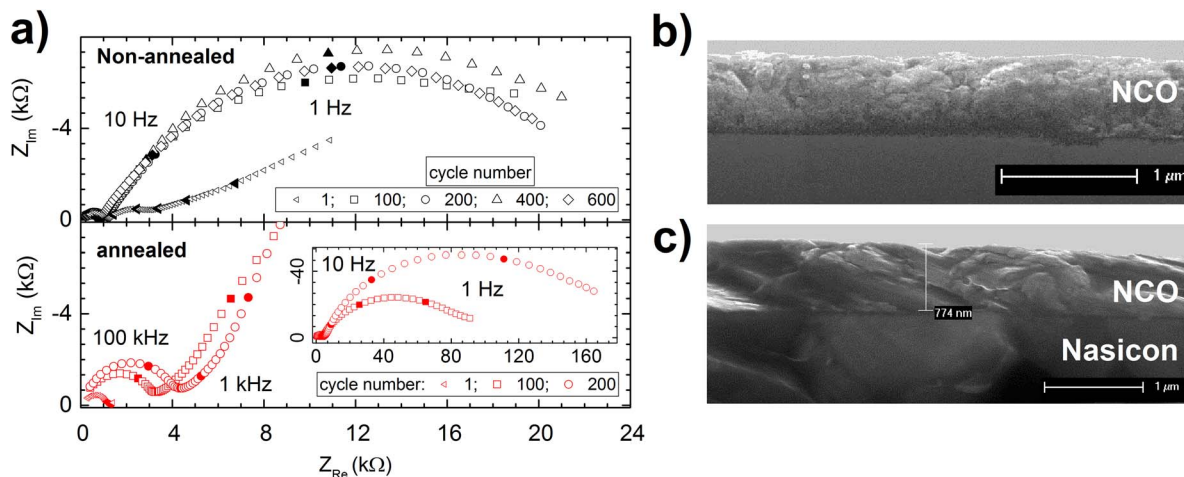 a)
Non-annealed
10 Hz
1 Hz
Z_Im (kΩ)
-4
0
cycle number
1; 100; 200; 400; 600
annealed
100 kHz
1 kHz
Z_Im (kΩ)
-4
0
-40
0
10 Hz
1 Hz
0 40 80 120 160
cycle number: 1; 100; 200
0 4 8 12 16 20 24
Z_Re (kΩ)
b)
NCO
1 µm
c)
NCO
774 nm
Nasicon
1 µm